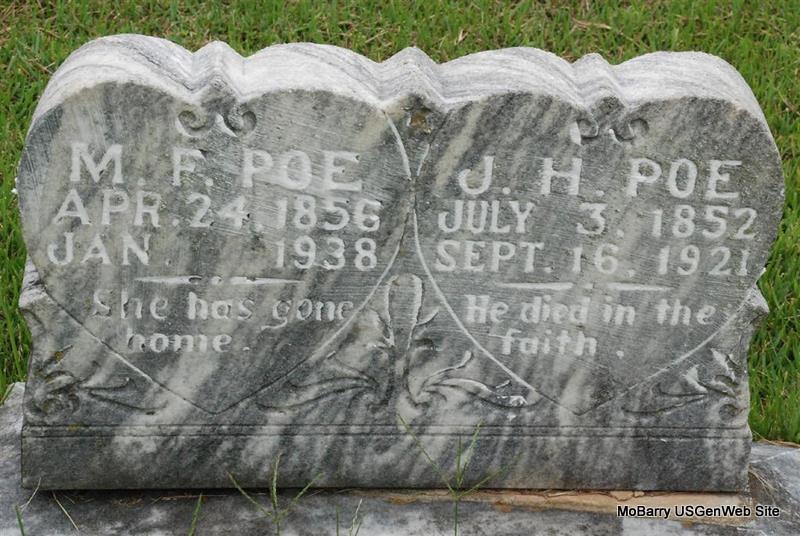 M. F. POE
APR. 24, 1856
JAN. 1938
She has gone
home.
J. H. POE
JULY 3, 1852
SEPT. 16, 1921
He died in the
faith.
MoBarry USGenWeb Site